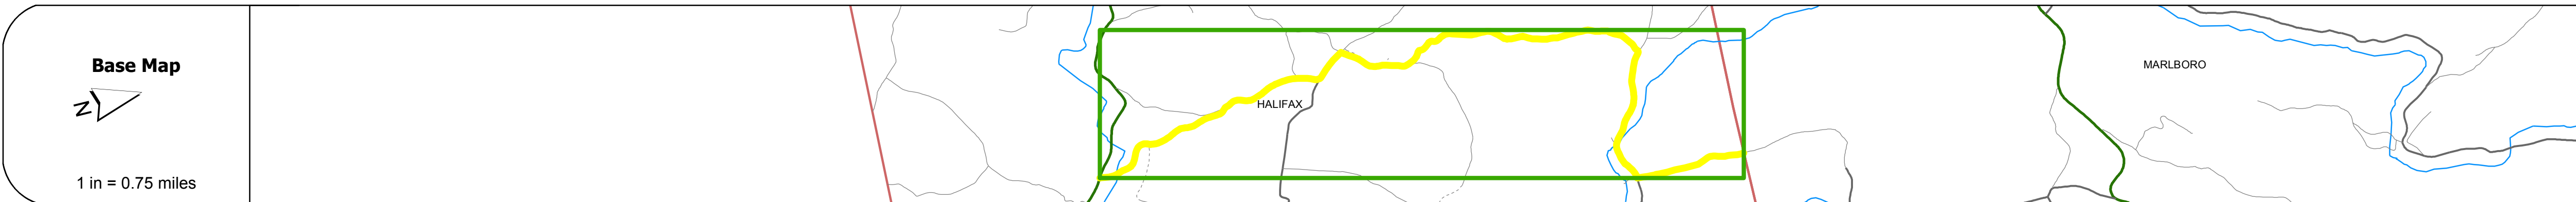 Base Map
N
1 in = 0.75 miles
HALIFAX
MARLBORO